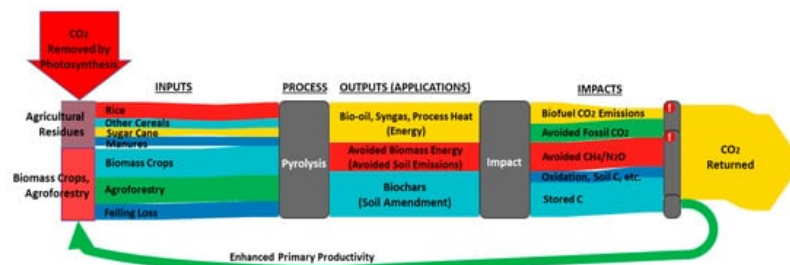 CO₂
Removed by
Photosynthesis
INPUTS
PROCESS
OUTPUTS (APPLICATIONS)
IMPACTS
Agricultural
Residues
Biomass Crops,
Agroforestry
Rice
Other Cereals
Sugar Cane
Manures
Biomass Crops
Agroforestry
Felling Loss
Pyrolysis
Bio-oil, Syngas, Process Heat
(Energy)
Avoided Biomass Energy
(Avoided Soil Emissions)
Biochars
(Soil Amendment)
Impact
Biofuel CO₂ Emissions
Avoided Fossil CO₂
Avoided CH₄/N₂O
Oxidation, Soil C, etc.
Stored C
!
!
CO₂
Returned
Enhanced Primary Productivity